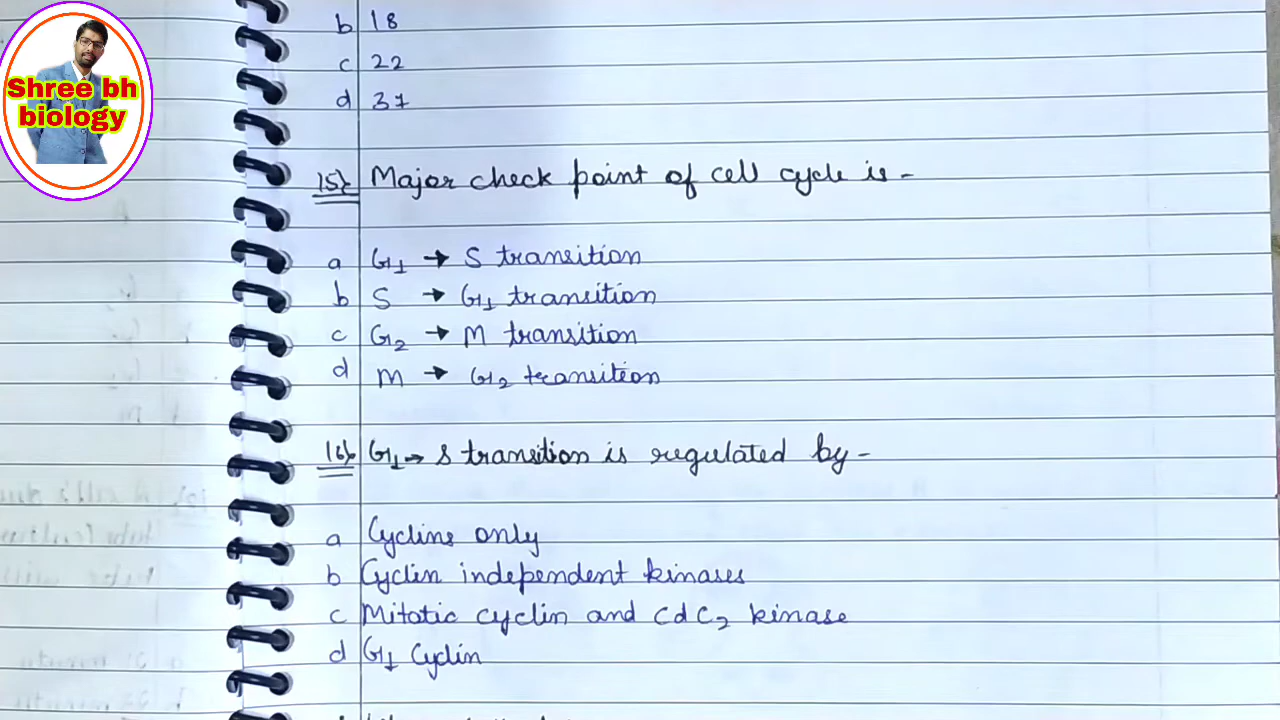 Shree bh
biology
b 18
c 22
d 37
15} Major check point of cell cycle is -
a G1 → S transition
b S → G1 transition
c G2 → M transition
d M → G2 transition
16} G1 → S transition is regulated by -
a Cyclins only
b Cyclin independent kinases
c Mitotic cyclin and CdC2 kinase
d G1 Cyclin